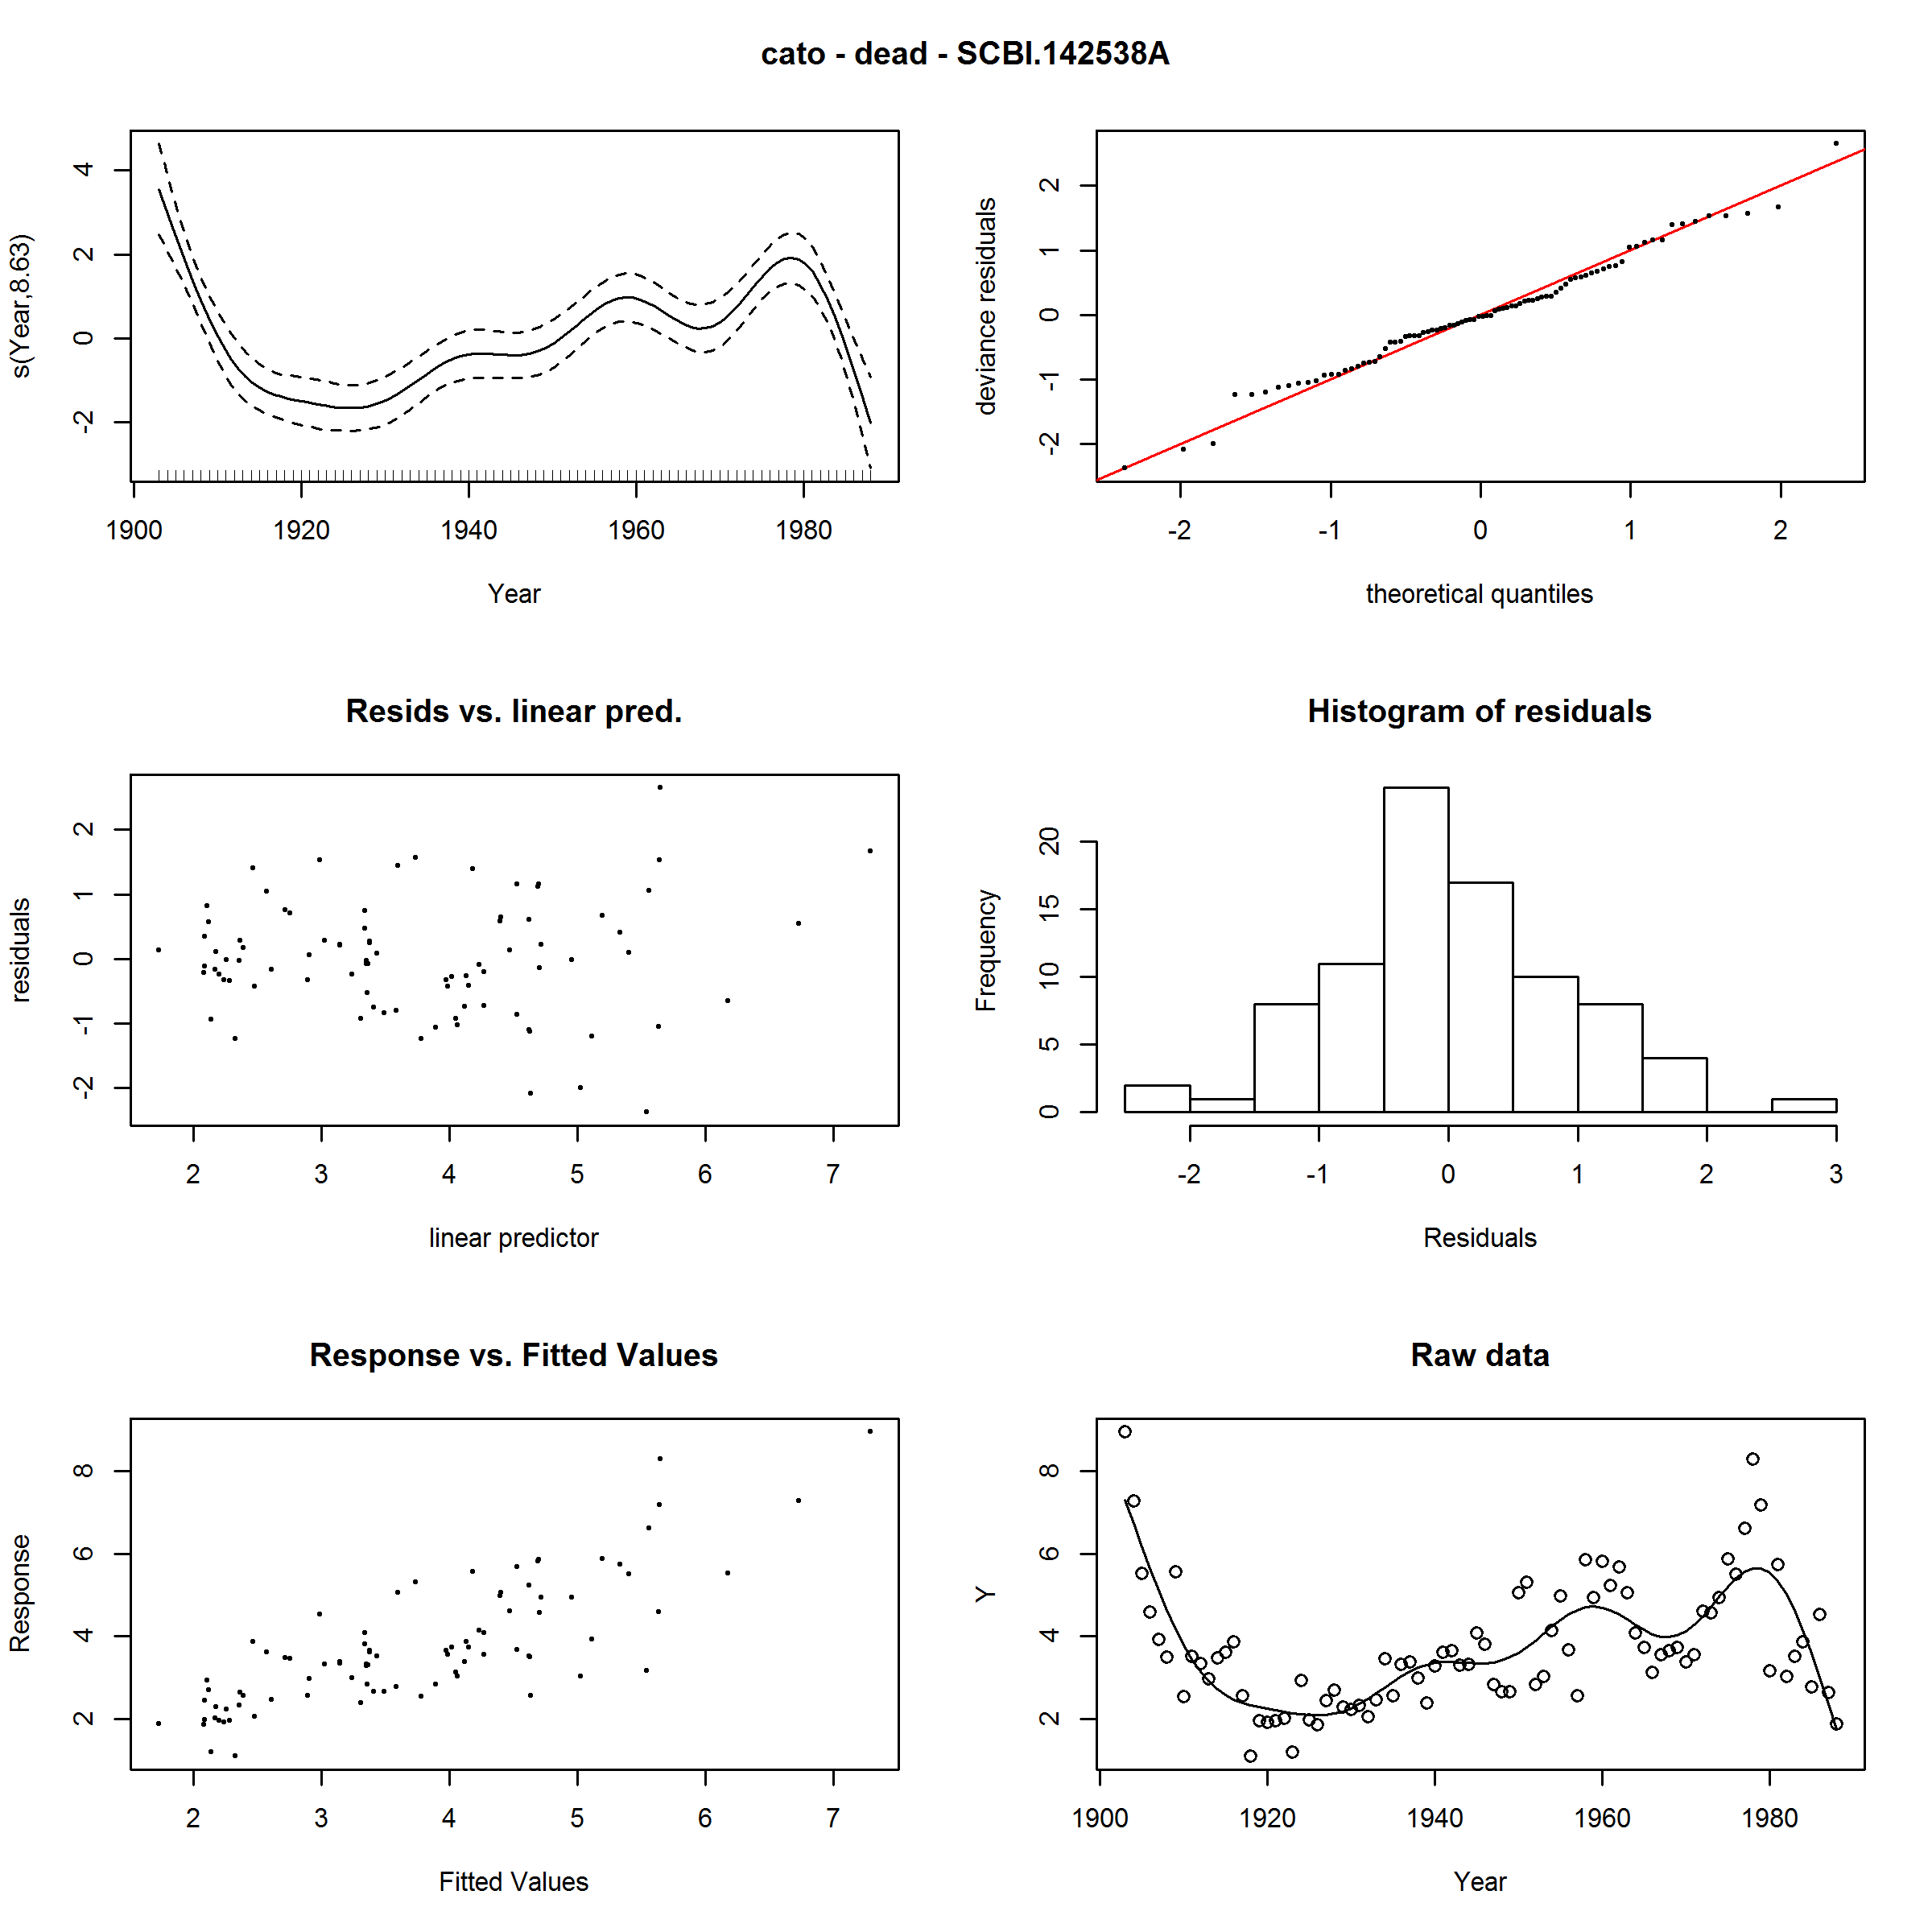 cato - dead - SCBI.142538A
s(Year,8.63)
4
2
0
-2
1900 1920 1940 1960 1980
Year
deviance residuals
2
1
0
-1
-2
-2 -1 0 1 2
theoretical quantiles
Resids vs. linear pred.
residuals
2
1
0
-1
-2
2 3 4 5 6 7
linear predictor
Histogram of residuals
Frequency
20
15
10
5
0
-2 -1 0 1 2 3
Residuals
Response vs. Fitted Values
Response
8
6
4
2
2 3 4 5 6 7
Fitted Values
Raw data
Y
8
6
4
2
1900 1920 1940 1960 1980
Year